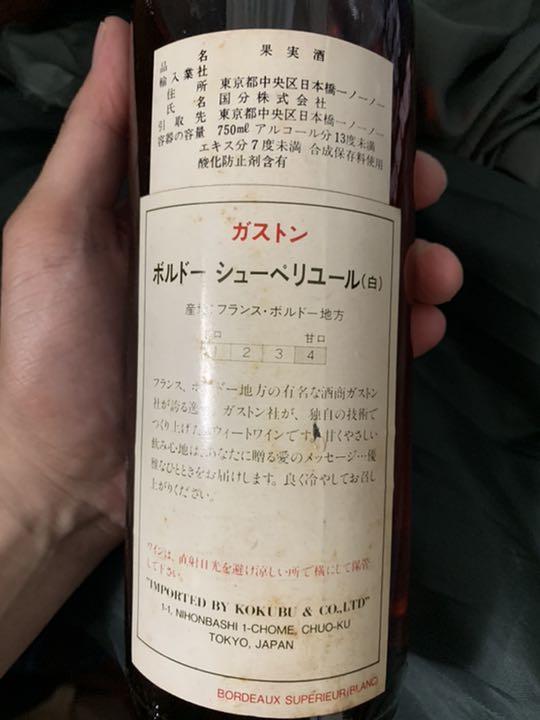 品名 果実酒
輸入業社
住所 東京都中央区日本橋一ノ一ノ一
氏名 国分株式会社
引取先 東京都中央区日本橋一ノ一ノ一
容器の容量 750ml アルコール分13度未満
エキス分7度未満 合成保存料使用
酸化防止剤含有
ガストン
ボルドー シューペリユール(白)
産地 フランス・ボルドー地方
口 甘口
2 3 4
フランス、ボルドー地方の有名な酒商ガストン
社が誇る ガストン社が、独自の技術で
つくり上げた ウィートワインです。甘くやさしい
飲み心地は、あなたに贈る愛のメッセージ…優
雅なひとときをお届けします。良く冷やしてお召し
上がりください。
ワインは、直射日光を避け涼しい所で横にして保管
して下さい。
"IMPORTED BY KOKUBU & CO.,LTD"
1-1, NIHONBASHI 1-CHOME, CHUO-KU
TOKYO, JAPAN
BORDEAUX SUPERIEUR(BLANC)